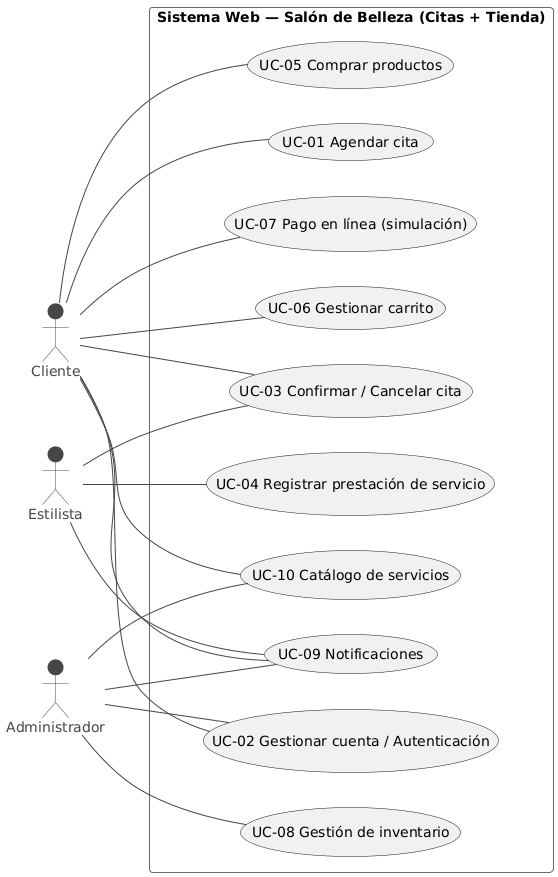 Sistema Web — Salón de Belleza (Citas + Tienda)
UC-05 Comprar productos
UC-01 Agendar cita
UC-07 Pago en línea (simulación)
UC-06 Gestionar carrito
Cliente
UC-03 Confirmar / Cancelar cita
UC-04 Registrar prestación de servicio
Estilista
UC-10 Catálogo de servicios
UC-09 Notificaciones
Administrador
UC-02 Gestionar cuenta / Autenticación
UC-08 Gestión de inventario